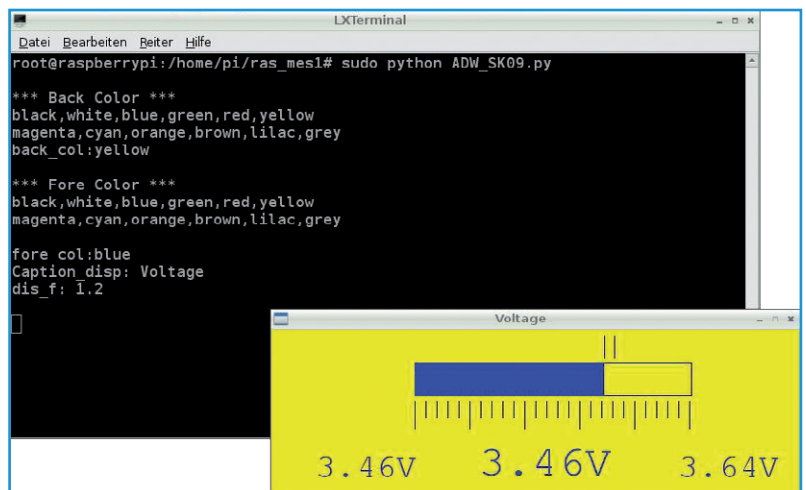 LXTerminal
Datei Bearbeiten Reiter Hilfe
root@raspberrypi:/home/pi/ras_mes1# sudo python ADW_SK09.py
*** Back Color ***
black,white,blue,green,red,yellow
magenta,cyan,orange,brown,lilac,grey
back_col:yellow
*** Fore Color ***
black,white,blue,green,red,yellow
magenta,cyan,orange,brown,lilac,grey
fore col:blue
Caption_disp: Voltage
dis_f: 1.2
Voltage
3.46V 3.46V 3.64V